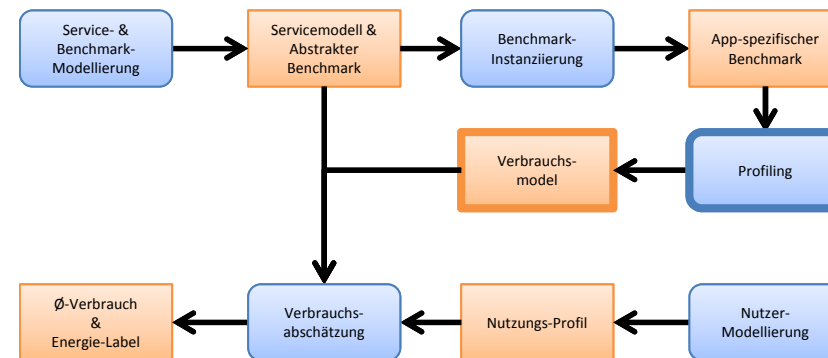 Service- &
Benchmark-
Modellierung
Servicemodell &
Abstrakter
Benchmark
Benchmark-
Instanziierung
App-spezifischer
Benchmark
Verbrauchs-
model
Profiling
Ø-Verbrauch
&
Energie-Label
Verbrauchs-
abschätzung
Nutzungs-Profil
Nutzer-
Modellierung